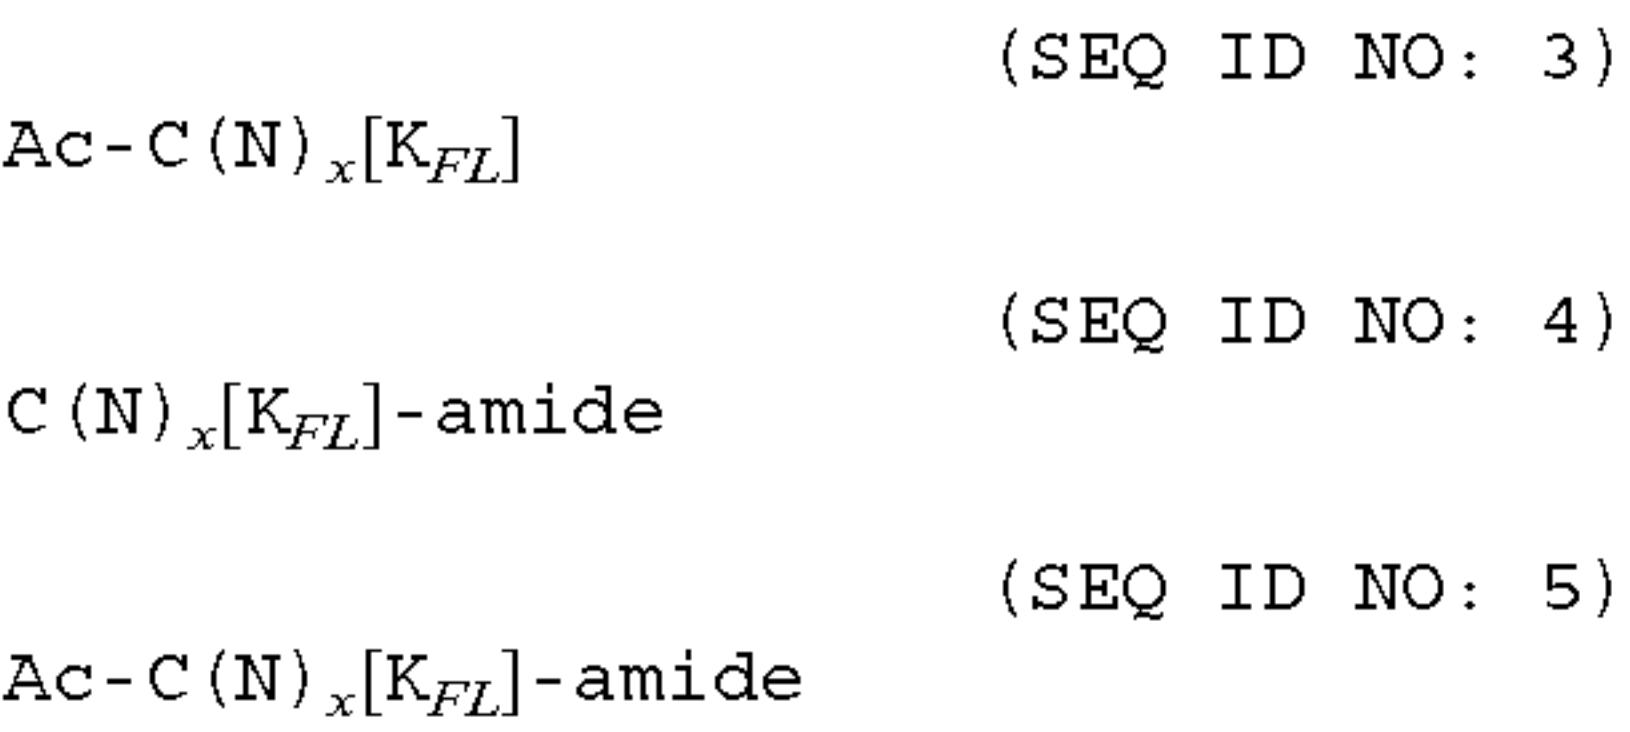 (SEQ ID NO: 3)
Ac-C(N)x[KFL]
(SEQ ID NO: 4)
C(N)x[KFL]-amide
(SEQ ID NO: 5)
Ac-C(N)x[KFL]-amide